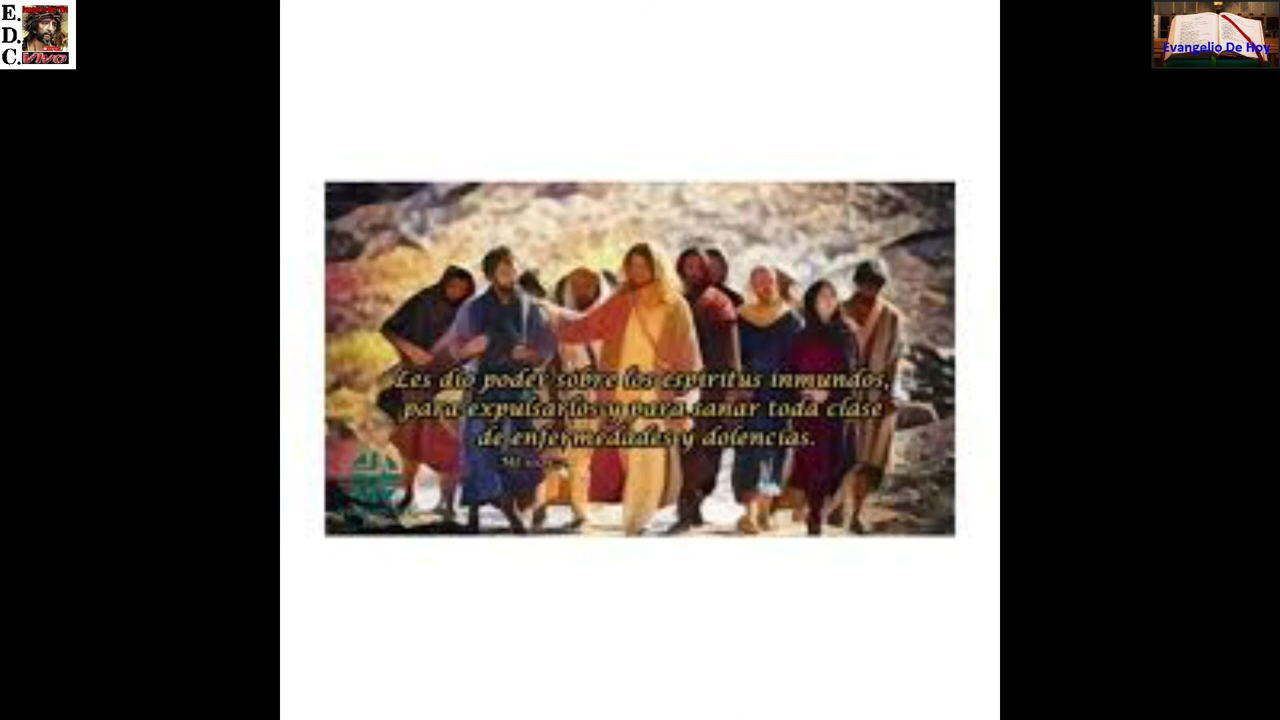 E.
D.
C.
VIVO
Evangelio De Hoy
Les dio poder sobre los espíritus inmundos,
para expulsarlos y para sanar toda clase
de enfermedades y dolencias.